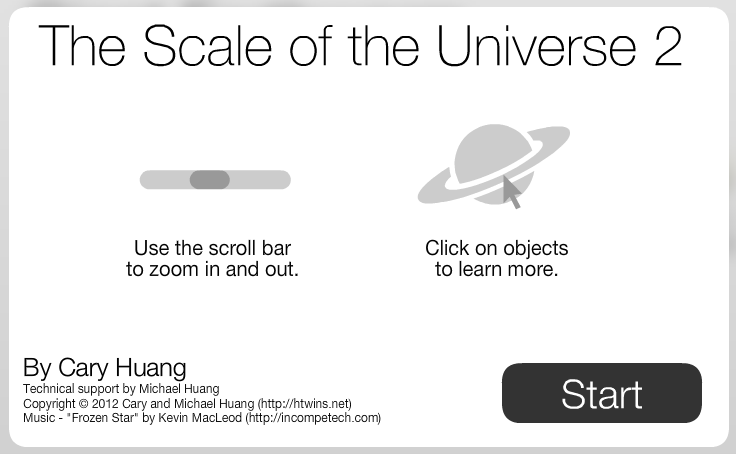 The Scale of the Universe 2
Use the scroll bar
to zoom in and out.
Click on objects
to learn more.
By Cary Huang
Technical support by Michael Huang
Copyright © 2012 Cary and Michael Huang (http://htwins.net)
Music - "Frozen Star" by Kevin MacLeod (http://incompetech.com)
Start